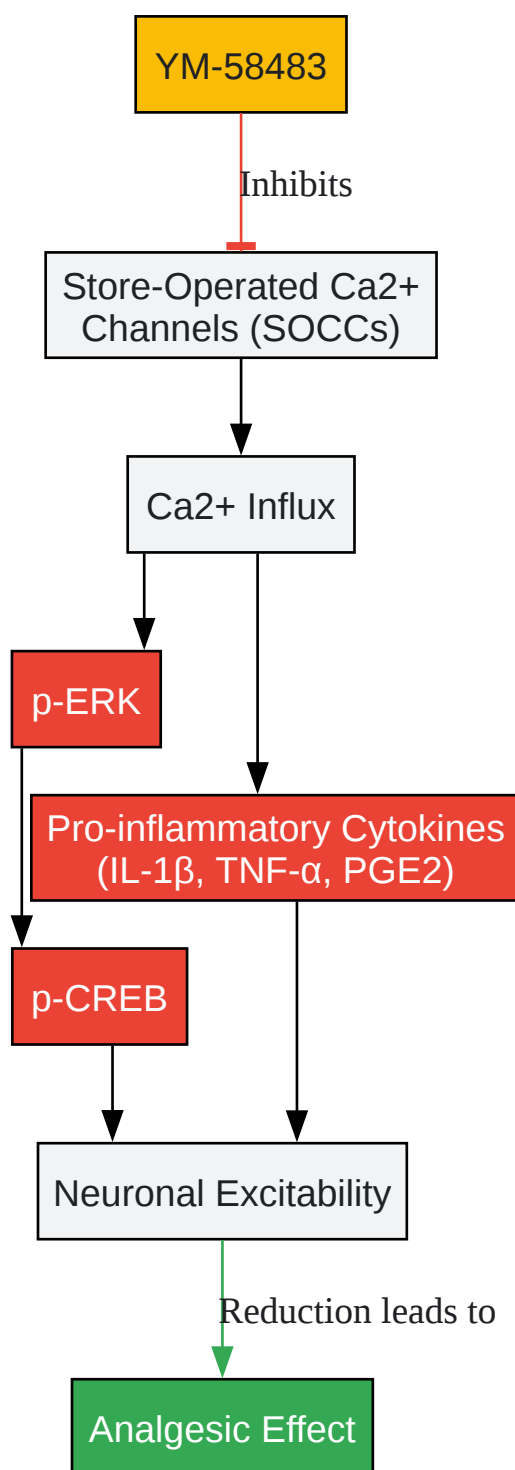 YM-58483
Inhibits
Store-Operated Ca2+
Channels (SOCCs)
Ca2+ Influx
p-ERK
Pro-inflammatory Cytokines
(IL-1β, TNF-α, PGE2)
p-CREB
Neuronal Excitability
Reduction leads to
Analgesic Effect